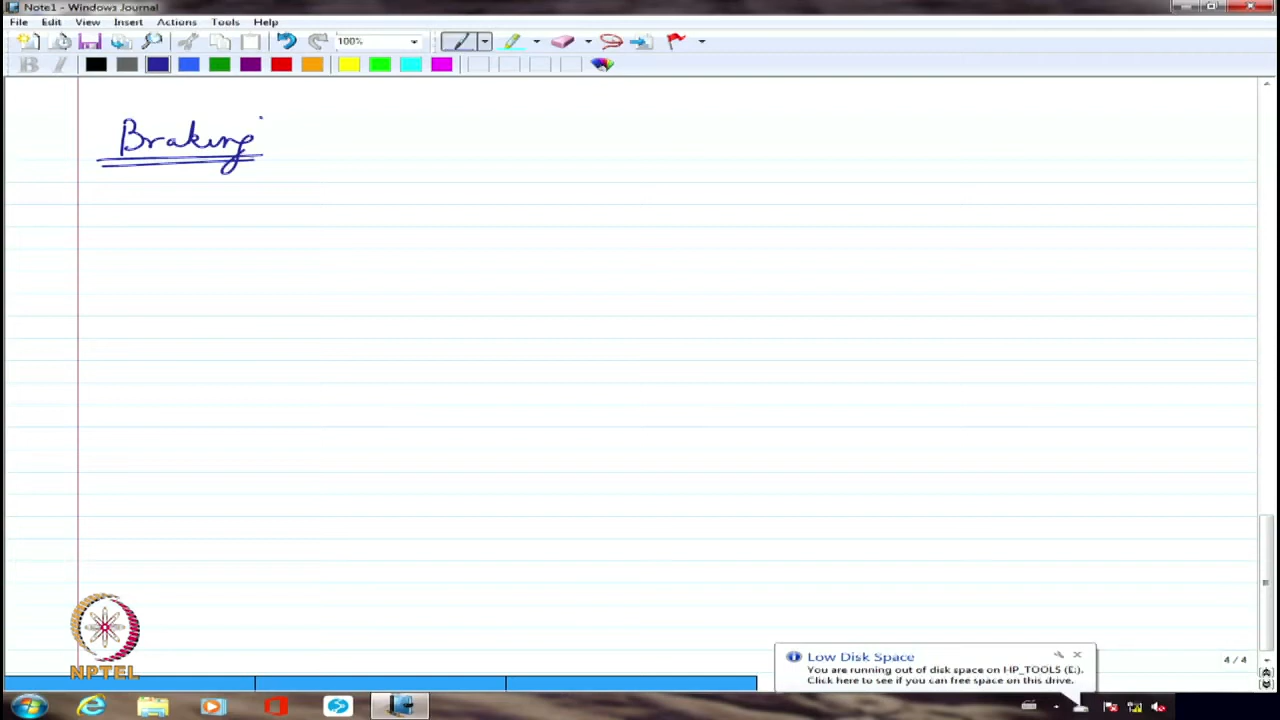 Note1 - Windows Journal
File Edit View Insert Actions Tools Help
100%
B I
Braking
4 / 4
NPTEL
Low Disk Space
You are running out of disk space on HP_TOOLS (E:).
Click here to see if you can free space on this drive.